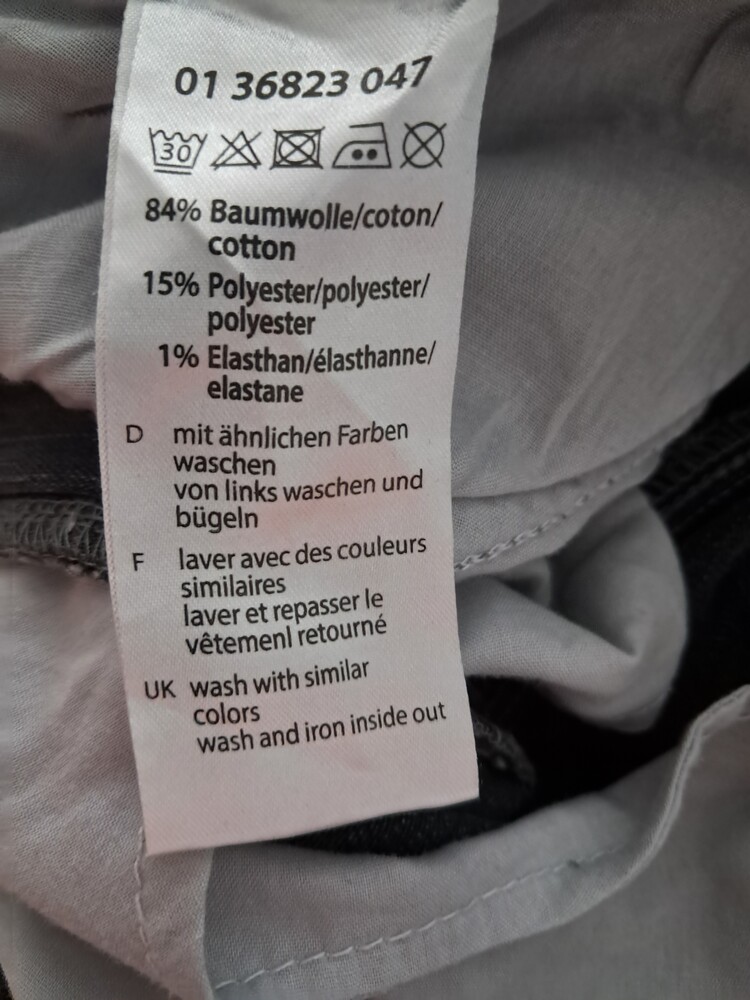 01 36823 047
30
84% Baumwolle/coton/
cotton
15% Polyester/polyester/
polyester
1% Elasthan/élasthanne/
elastane
D mit ähnlichen Farben
waschen
von links waschen und
bügeln
F laver avec des couleurs
similaires
laver et repasser le
vêtemenl retourné
UK wash with similar
colors
wash and iron inside out